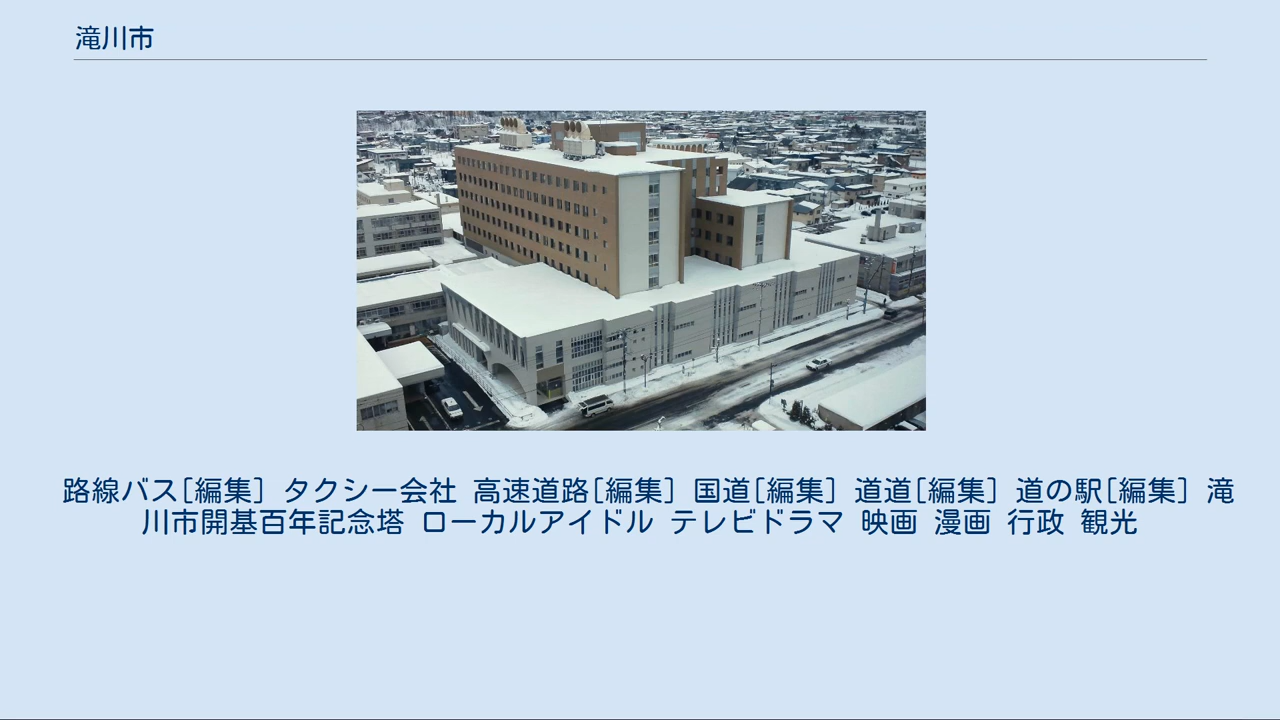 滝川市
路線バス[編集] タクシー会社 高速道路[編集] 国道[編集] 道道[編集] 道の駅[編集] 滝
川市開基百年記念塔 ローカルアイドル テレビドラマ 映画 漫画 行政 観光